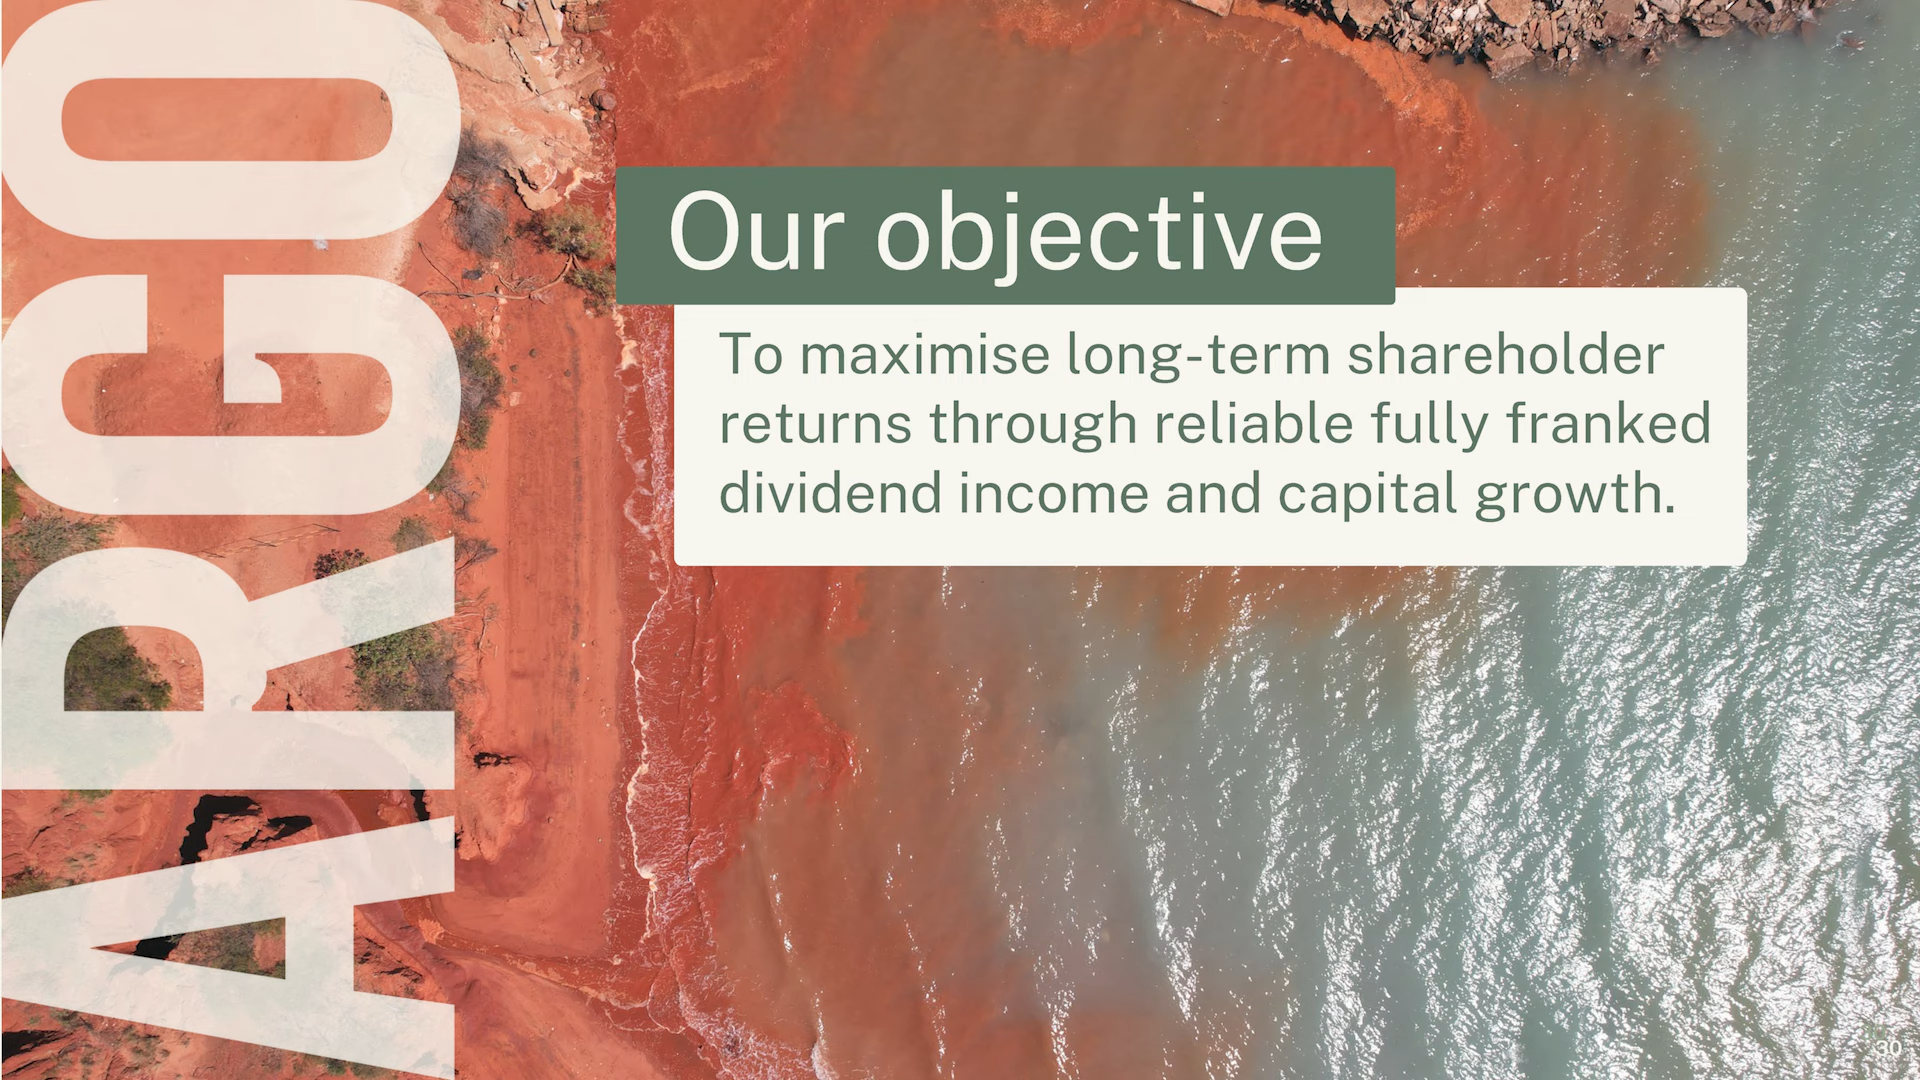 ARGO
Our objective
To maximise long-term shareholder
returns through reliable fully franked
dividend income and capital growth.
30